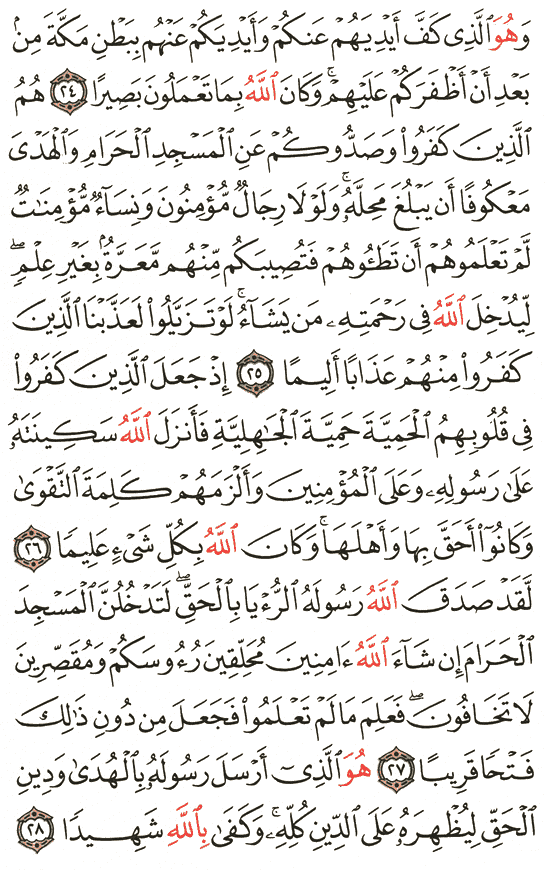 وَهُوَ ٱلَّذِى كَفَّ أَيْدِيَهُمْ عَنكُمْ وَأَيْدِيَكُمْ عَنْهُم بِبَطْنِ مَكَّةَ مِنۢ
بَعْدِ أَنْ أَظْفَرَكُمْ عَلَيْهِمْ ۚ وَكَانَ ٱللَّهُ بِمَا تَعْمَلُونَ بَصِيرًا ٢٤ هُمُ
ٱلَّذِينَ كَفَرُوا۟ وَصَدُّوكُمْ عَنِ ٱلْمَسْجِدِ ٱلْحَرَامِ وَٱلْهَدْىَ
مَعْكُوفًا أَن يَبْلُغَ مَحِلَّهُۥ ۚ وَلَوْلَا رِجَالٌ مُّؤْمِنُونَ وَنِسَآءٌ مُّؤْمِنَـٰتٌ
لَّمْ تَعْلَمُوهُمْ أَن تَطَـُٔوهُمْ فَتُصِيبَكُم مِّنْهُم مَّعَرَّةٌۢ بِغَيْرِ عِلْمٍ ۖ
لِّيُدْخِلَ ٱللَّهُ فِى رَحْمَتِهِۦ مَن يَشَآءُ ۚ لَوْ تَزَيَّلُوا۟ لَعَذَّبْنَا ٱلَّذِينَ
كَفَرُوا۟ مِنْهُمْ عَذَابًا أَلِيمًا ٢٥ إِذْ جَعَلَ ٱلَّذِينَ كَفَرُوا۟
فِى قُلُوبِهِمُ ٱلْحَمِيَّةَ حَمِيَّةَ ٱلْجَـٰهِلِيَّةِ فَأَنزَلَ ٱللَّهُ سَكِينَتَهُۥ
عَلَىٰ رَسُولِهِۦ وَعَلَى ٱلْمُؤْمِنِينَ وَأَلْزَمَهُمْ كَلِمَةَ ٱلتَّقْوَىٰ
وَكَانُوٓا۟ أَحَقَّ بِهَا وَأَهْلَهَا ۚ وَكَانَ ٱللَّهُ بِكُلِّ شَىْءٍ عَلِيمًا ٢٦
لَّقَدْ صَدَقَ ٱللَّهُ رَسُولَهُ ٱلرُّءْيَا بِٱلْحَقِّ ۖ لَتَدْخُلُنَّ ٱلْمَسْجِدَ
ٱلْحَرَامَ إِن شَآءَ ٱللَّهُ ءَامِنِينَ مُحَلِّقِينَ رُءُوسَكُمْ وَمُقَصِّرِينَ
لَا تَخَافُونَ ۖ فَعَلِمَ مَا لَمْ تَعْلَمُوا۟ فَجَعَلَ مِن دُونِ ذَٰلِكَ
فَتْحًا قَرِيبًا ٢٧ هُوَ ٱلَّذِىٓ أَرْسَلَ رَسُولَهُۥ بِٱلْهُدَىٰ وَدِينِ
ٱلْحَقِّ لِيُظْهِرَهُۥ عَلَى ٱلدِّينِ كُلِّهِۦ ۚ وَكَفَىٰ بِٱللَّهِ شَهِيدًا ٢٨